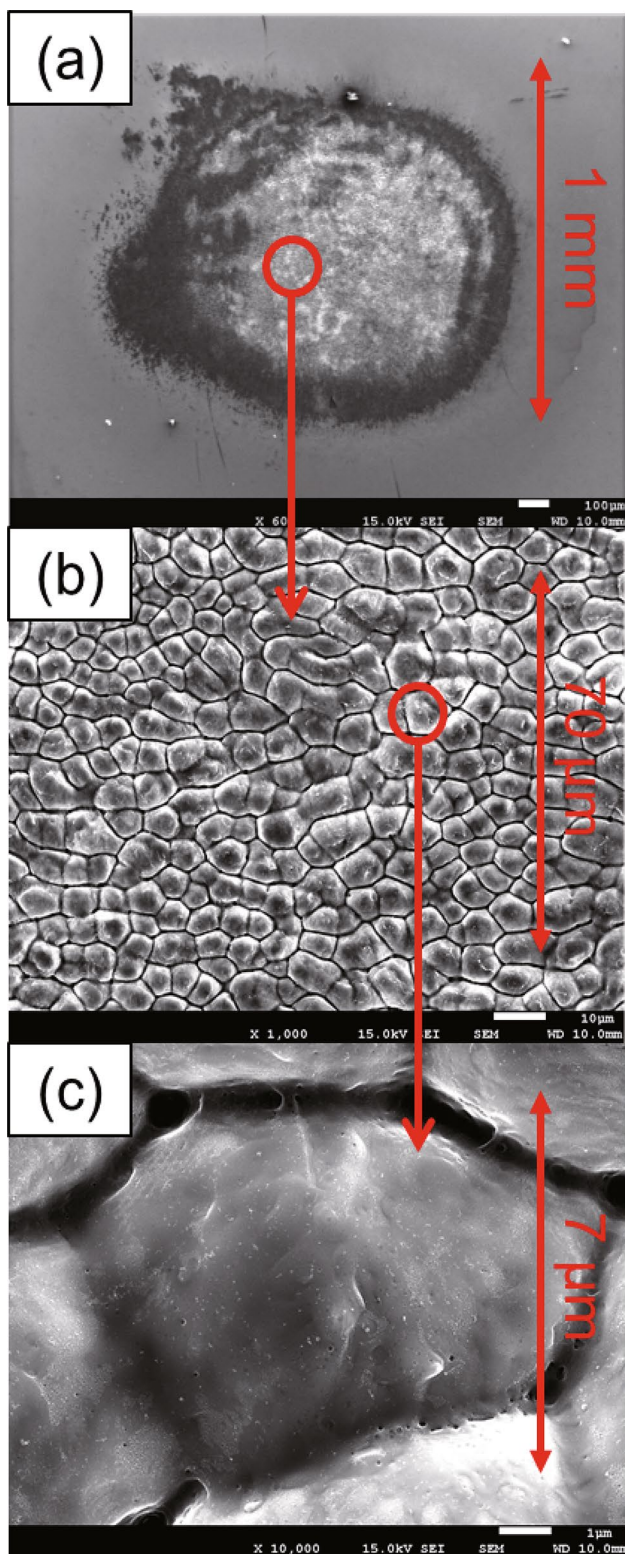 (a)
1 mm
100μm
X 60 15.0kV SEI SEM WD 10.0mm
(b)
70 μm
10μm
X 1,000 15.0kV SEI SEM WD 10.0mm
(c)
7 μm
1μm
X 10,000 15.0kV SEI SEM WD 10.0mm